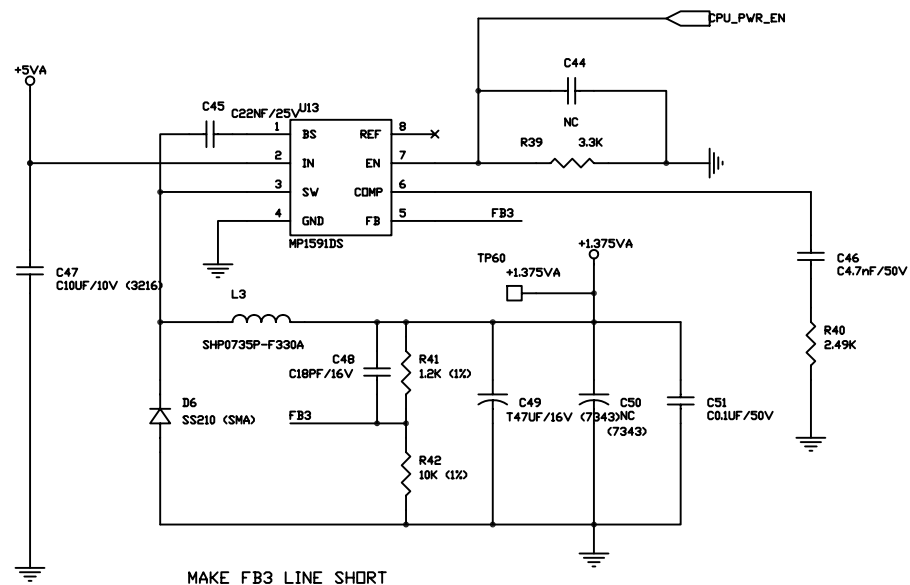 CPU_PWR_EN
+5VA
C44
C45
C22NF/25V
U13
NC
1 BS REF 8
R39 3.3K
2 IN EN 7
3 SW COMP 6
4 GND FB 5
FB3
MP1591DS
+1.375VA
TP60
+1.375VA
C46
C4.7nF/50V
C47
C10UF/10V (3216)
L3
SHP0735P-F330A
R40
2.49K
C48
C18PF/16V
R41
1.2K (1%)
D6
SS210 (SMA)
FB3
C49
T47UF/16V (7343)
C50
NC
(7343)
C51
C0.1UF/50V
R42
10K (1%)
MAKE FB3 LINE SHORT